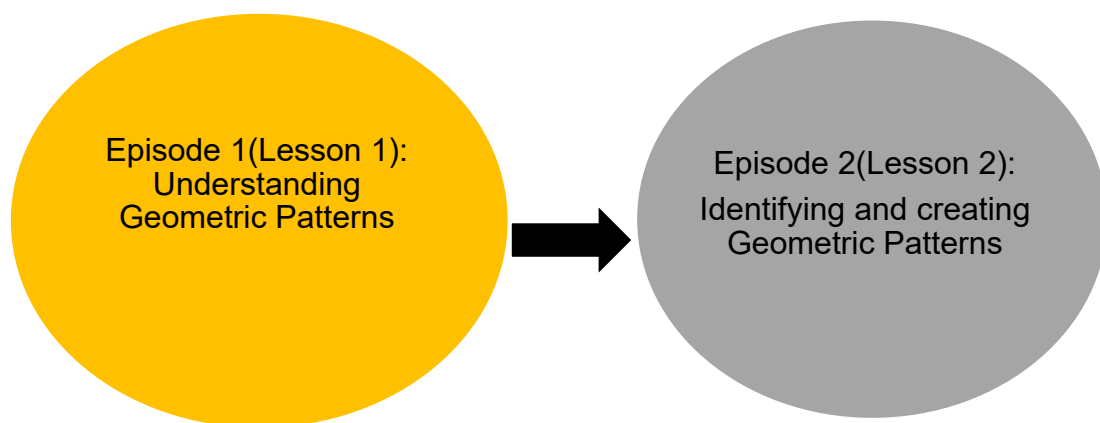 Episode 1(Lesson 1):
Understanding
Geometric Patterns
Episode 2(Lesson 2):
Identifying and creating
Geometric Patterns